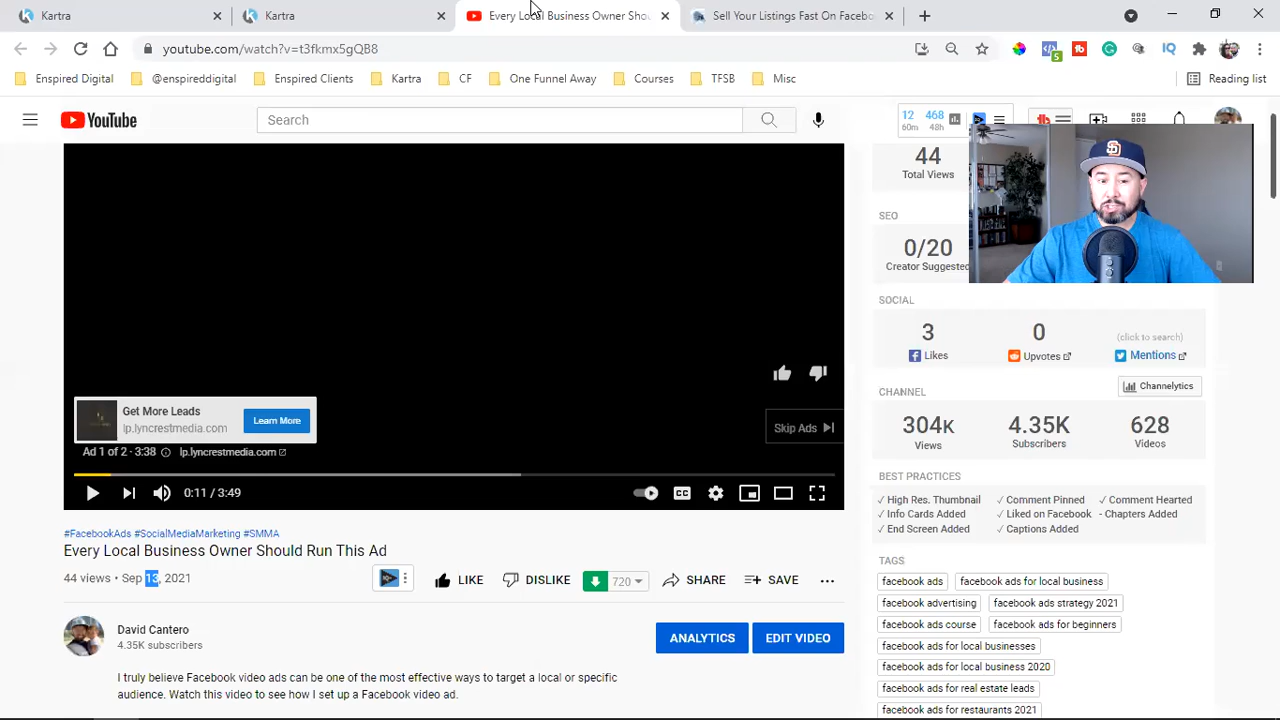 Kartra
Kartra
Every Local Business Owner Shou
Sell Your Listings Fast On Facebo
youtube.com/watch?v=t3fkmx5gQB8
Enspired Digital
@enspireddigital
Enspired Clients
Kartra
CF
One Funnel Away
Courses
TFSB
Misc
Reading list
YouTube
Search
12 468
60m 48h
44
Total Views
SEO
0/20
Creator Suggested
SOCIAL
3 0 (click to search)
Likes Upvotes Mentions
CHANNEL Channelytics
304K 4.35K 628
Views Subscribers Videos
BEST PRACTICES
✓ High Res. Thumbnail ✓ Comment Pinned ✓ Comment Hearted
✓ Info Cards Added ✓ Liked on Facebook - Chapters Added
✓ End Screen Added ✓ Captions Added
TAGS
facebook ads facebook ads for local business
facebook advertising facebook ads strategy 2021
facebook ads course facebook ads for beginners
facebook ads for local businesses
facebook ads for local business 2020
facebook ads for real estate leads
facebook ads for restaurants 2021
Get More Leads
lp.lyncrestmedia.com
Learn More
Ad 1 of 2 · 3:38 lp.lyncrestmedia.com
Skip Ads
0:11 / 3:49
CC
#FacebookAds #SocialMediaMarketing #SMMA
Every Local Business Owner Should Run This Ad
44 views • Sep 13, 2021
LIKE DISLIKE 720 SHARE SAVE
David Cantero
4.35K subscribers
ANALYTICS EDIT VIDEO
I truly believe Facebook video ads can be one of the most effective ways to target a local or specific
audience. Watch this video to see how I set up a Facebook video ad.